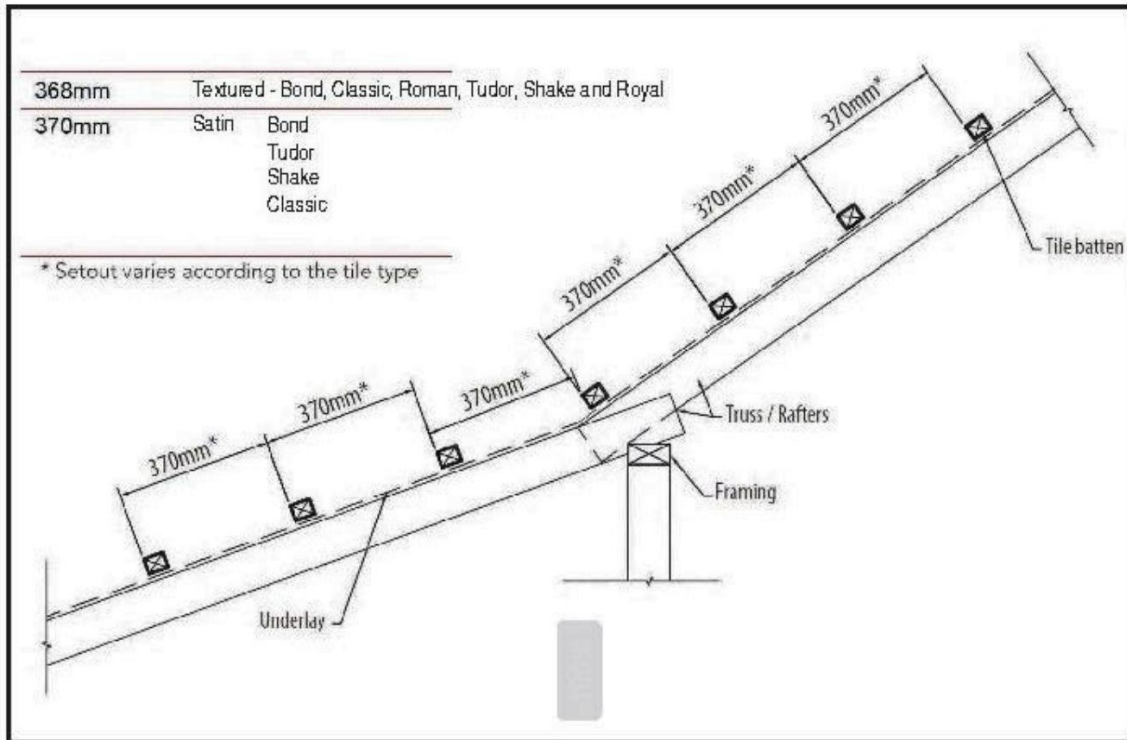 368mm Textured - Bond, Classic, Roman, Tudor, Shake and Royal
370mm Satin Bond
Tudor
Shake
Classic
* Setout varies according to the tile type
370mm*
370mm*
370mm*
370mm*
370mm*
370mm*
Tile batten
Truss / Rafters
Framing
Underlay